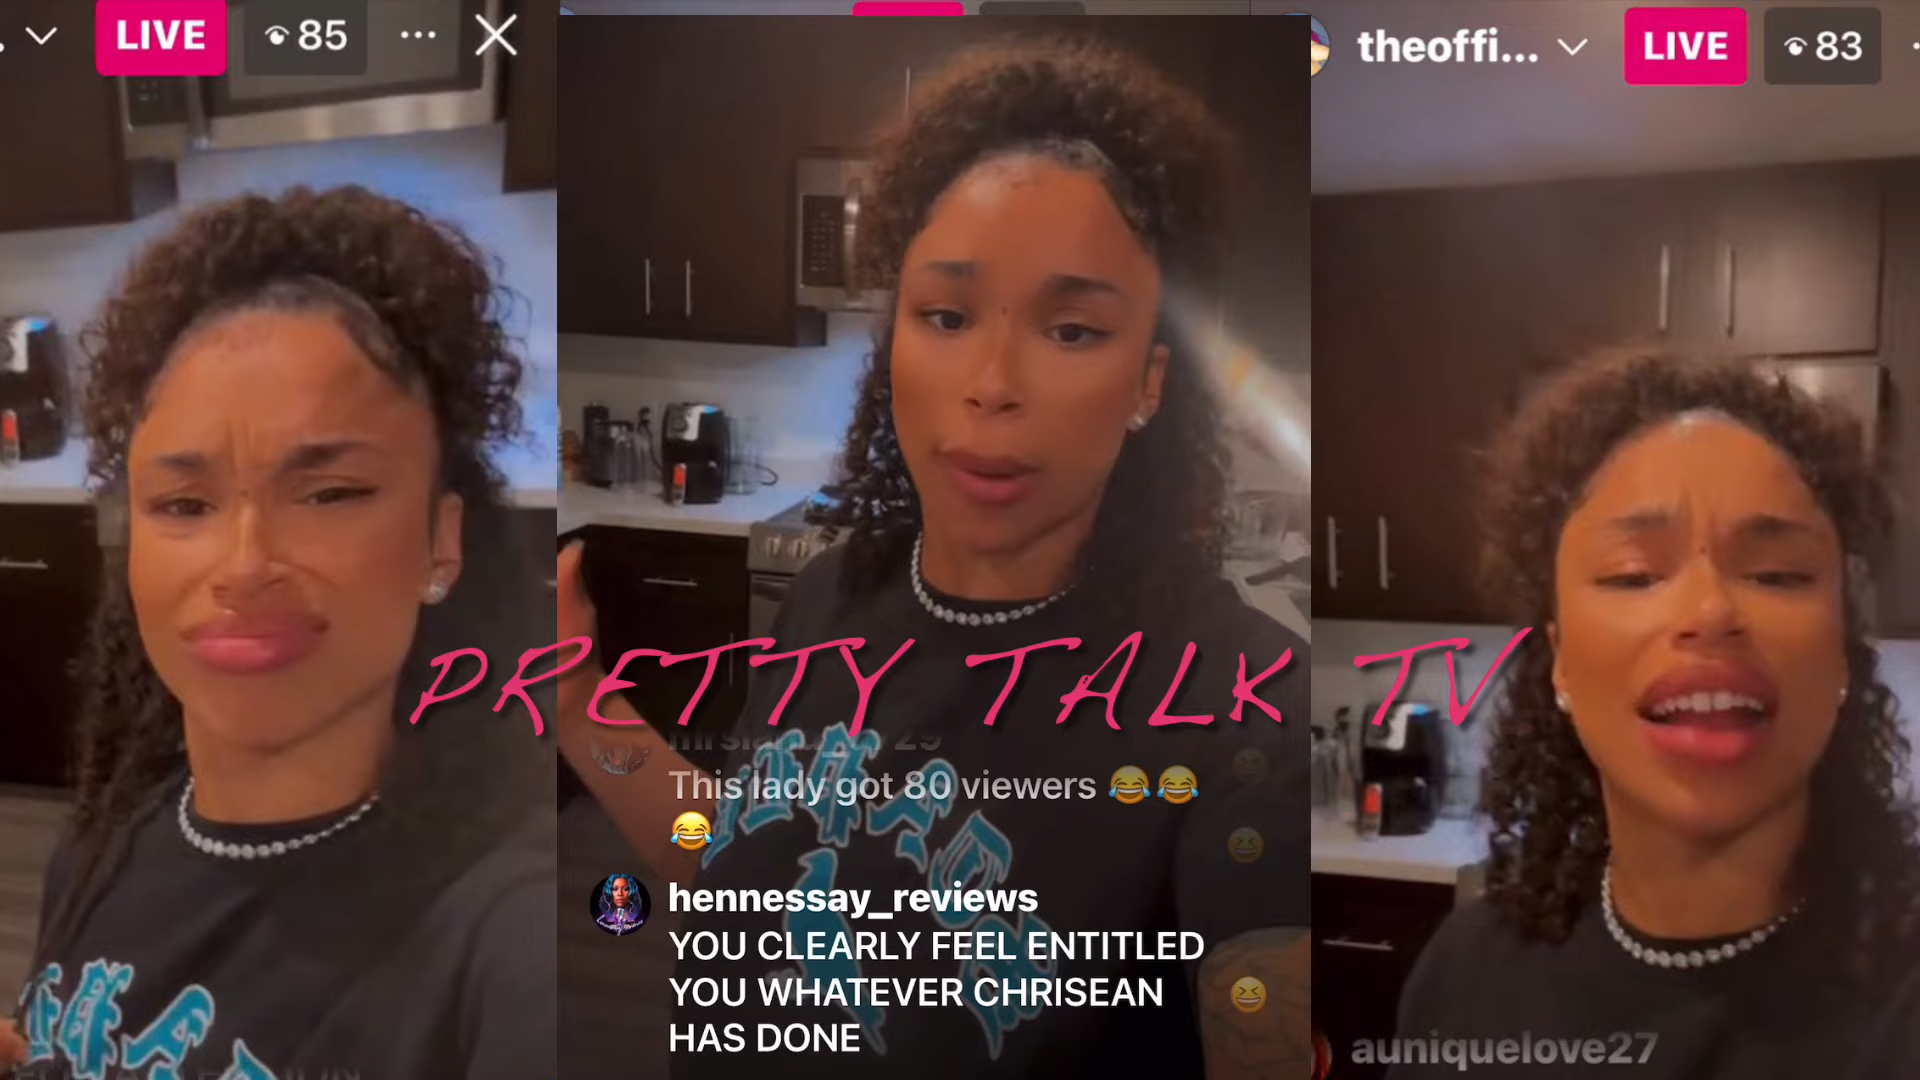 LIVE
85
theoffi...
LIVE
83
PRETTY TALK TV
This lady got 80 viewers 😂😂
😂
hennessay_reviews
YOU CLEARLY FEEL ENTITLED
YOU WHATEVER CHRISEAN
HAS DONE
auniquelove27